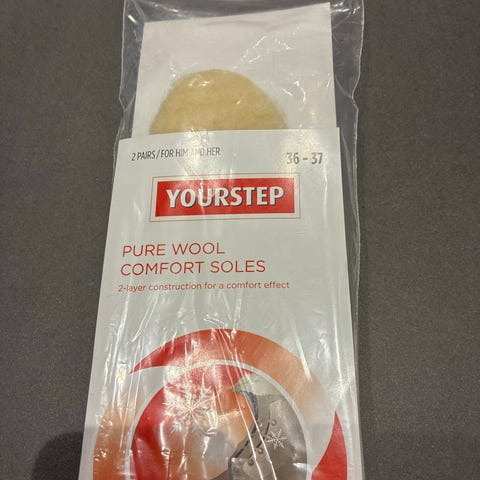 2 PAIRS / FOR HIM AND HER
36 - 37
YOURSTEP
PURE WOOL
COMFORT SOLES
2-layer construction for a comfort effect